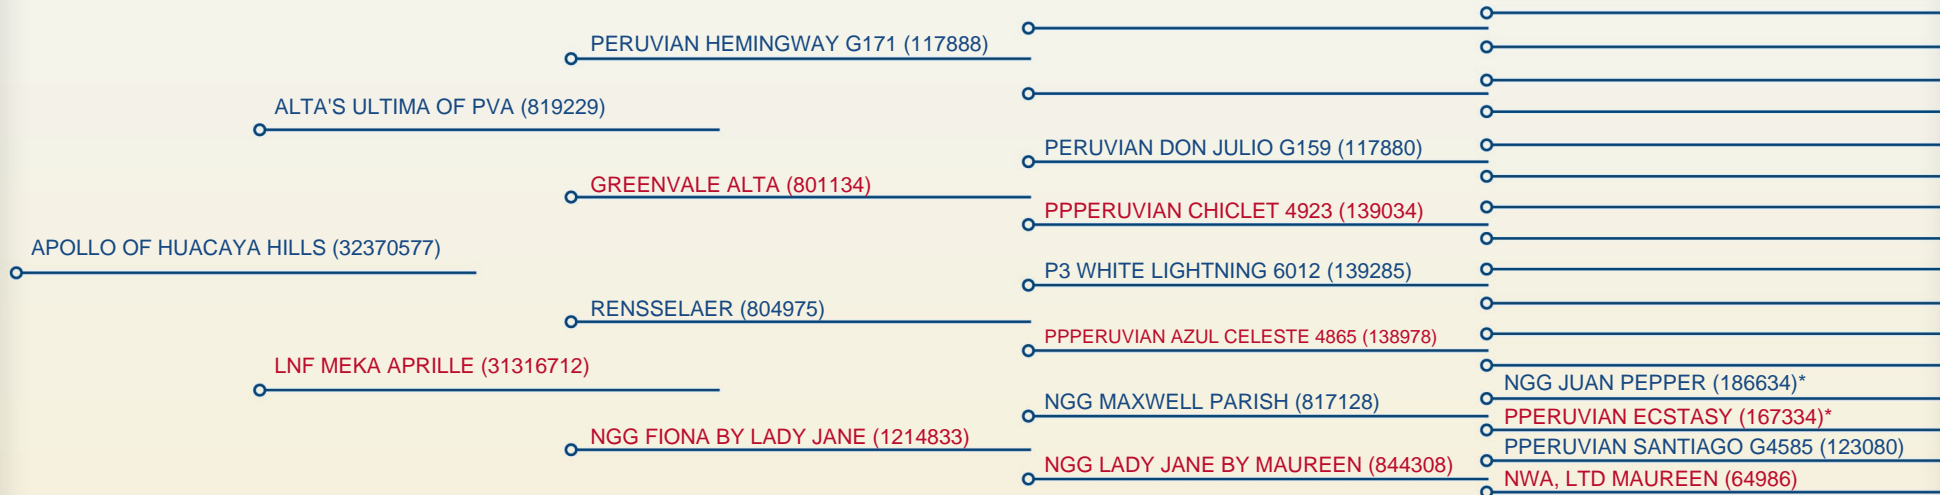 PERUVIAN HEMINGWAY G171 (117888)
ALTA'S ULTIMA OF PVA (819229)
PERUVIAN DON JULIO G159 (117880)
GREENVALE ALTA (801134)
PPPERUVIAN CHICLET 4923 (139034)
APOLLO OF HUACAYA HILLS (32370577)
P3 WHITE LIGHTNING 6012 (139285)
RENSSELAER (804975)
PPPERUVIAN AZUL CELESTE 4865 (138978)
LNF MEKA APRILLE (31316712)
NGG JUAN PEPPER (186634)*
NGG MAXWELL PARISH (817128)
PPERUVIAN ECSTASY (167334)*
NGG FIONA BY LADY JANE (1214833)
PPERUVIAN SANTIAGO G4585 (123080)
NGG LADY JANE BY MAUREEN (844308)
NWA, LTD MAUREEN (64986)